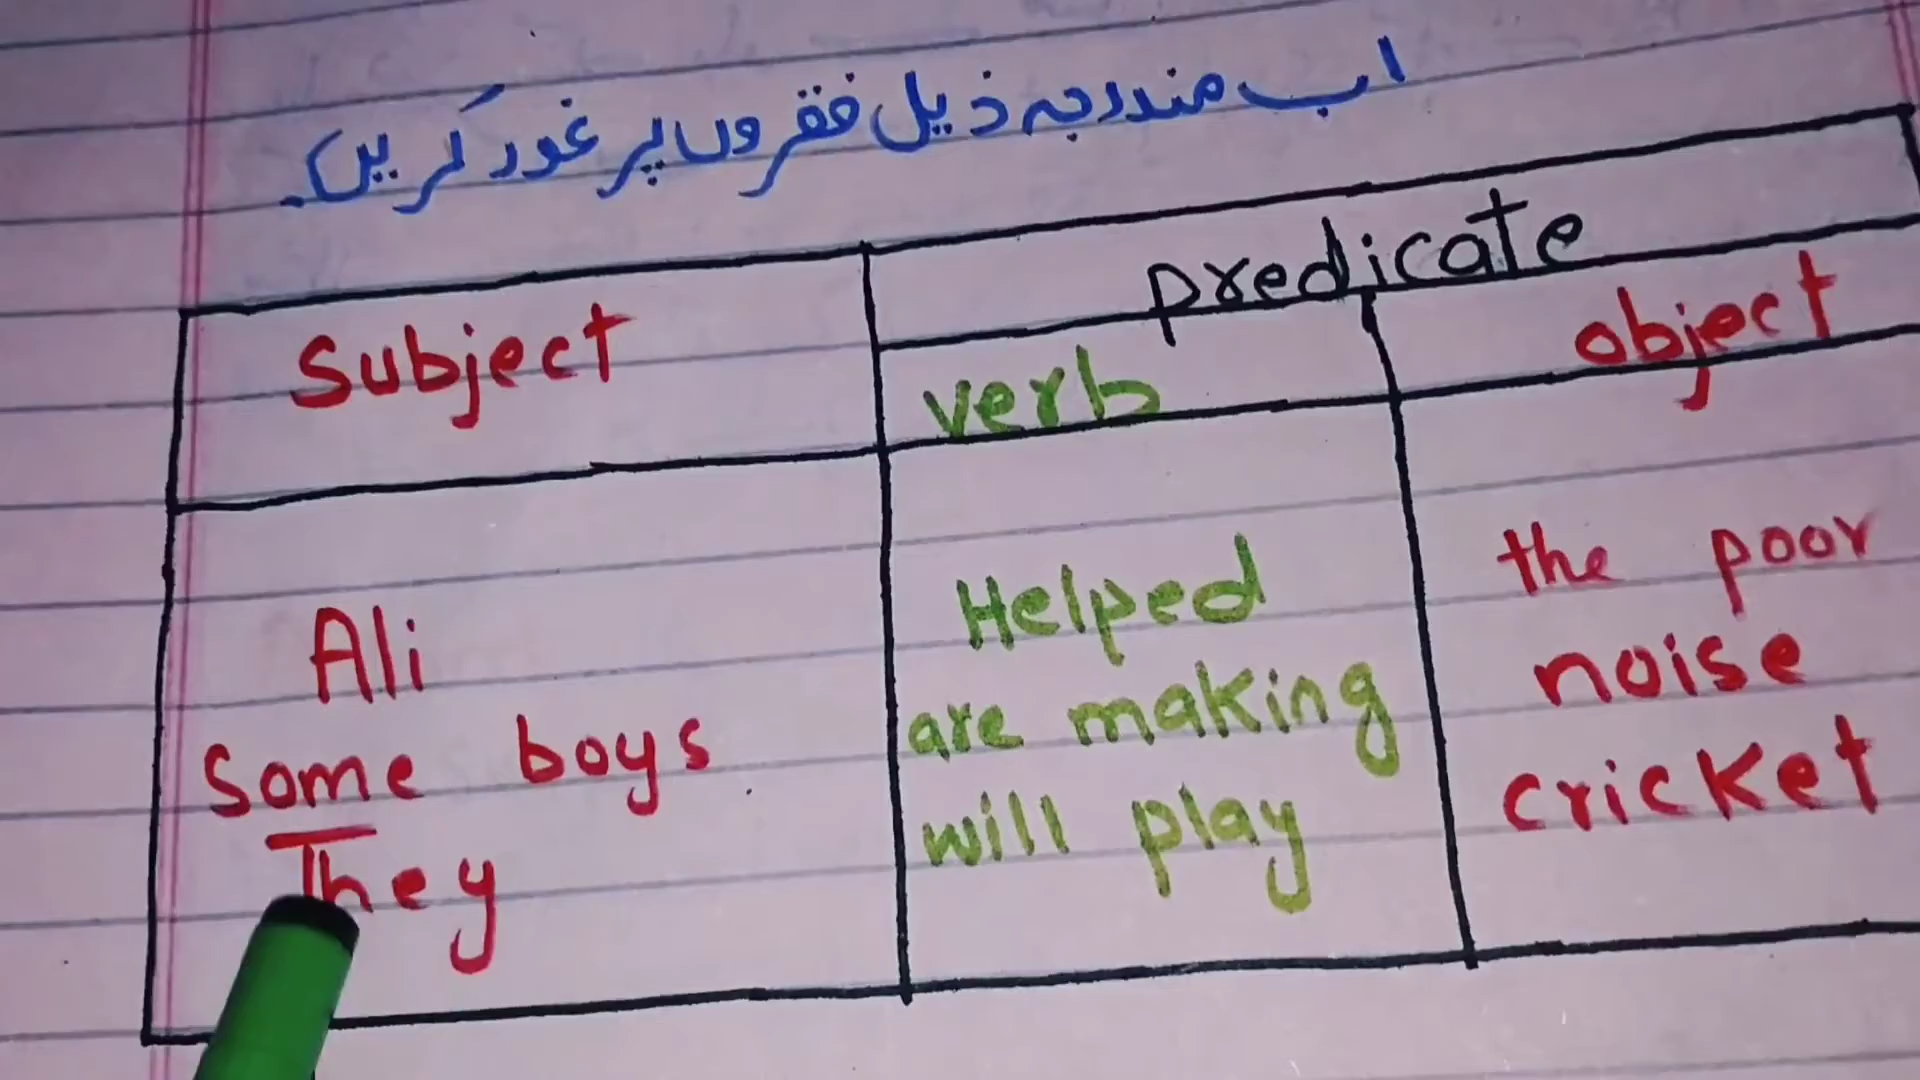 اب مندرجہ ذیل فقروں پر غور کریں۔
Subject
predicate
verb
object
Ali Helped the poor
Some boys are making noise
They will play cricket